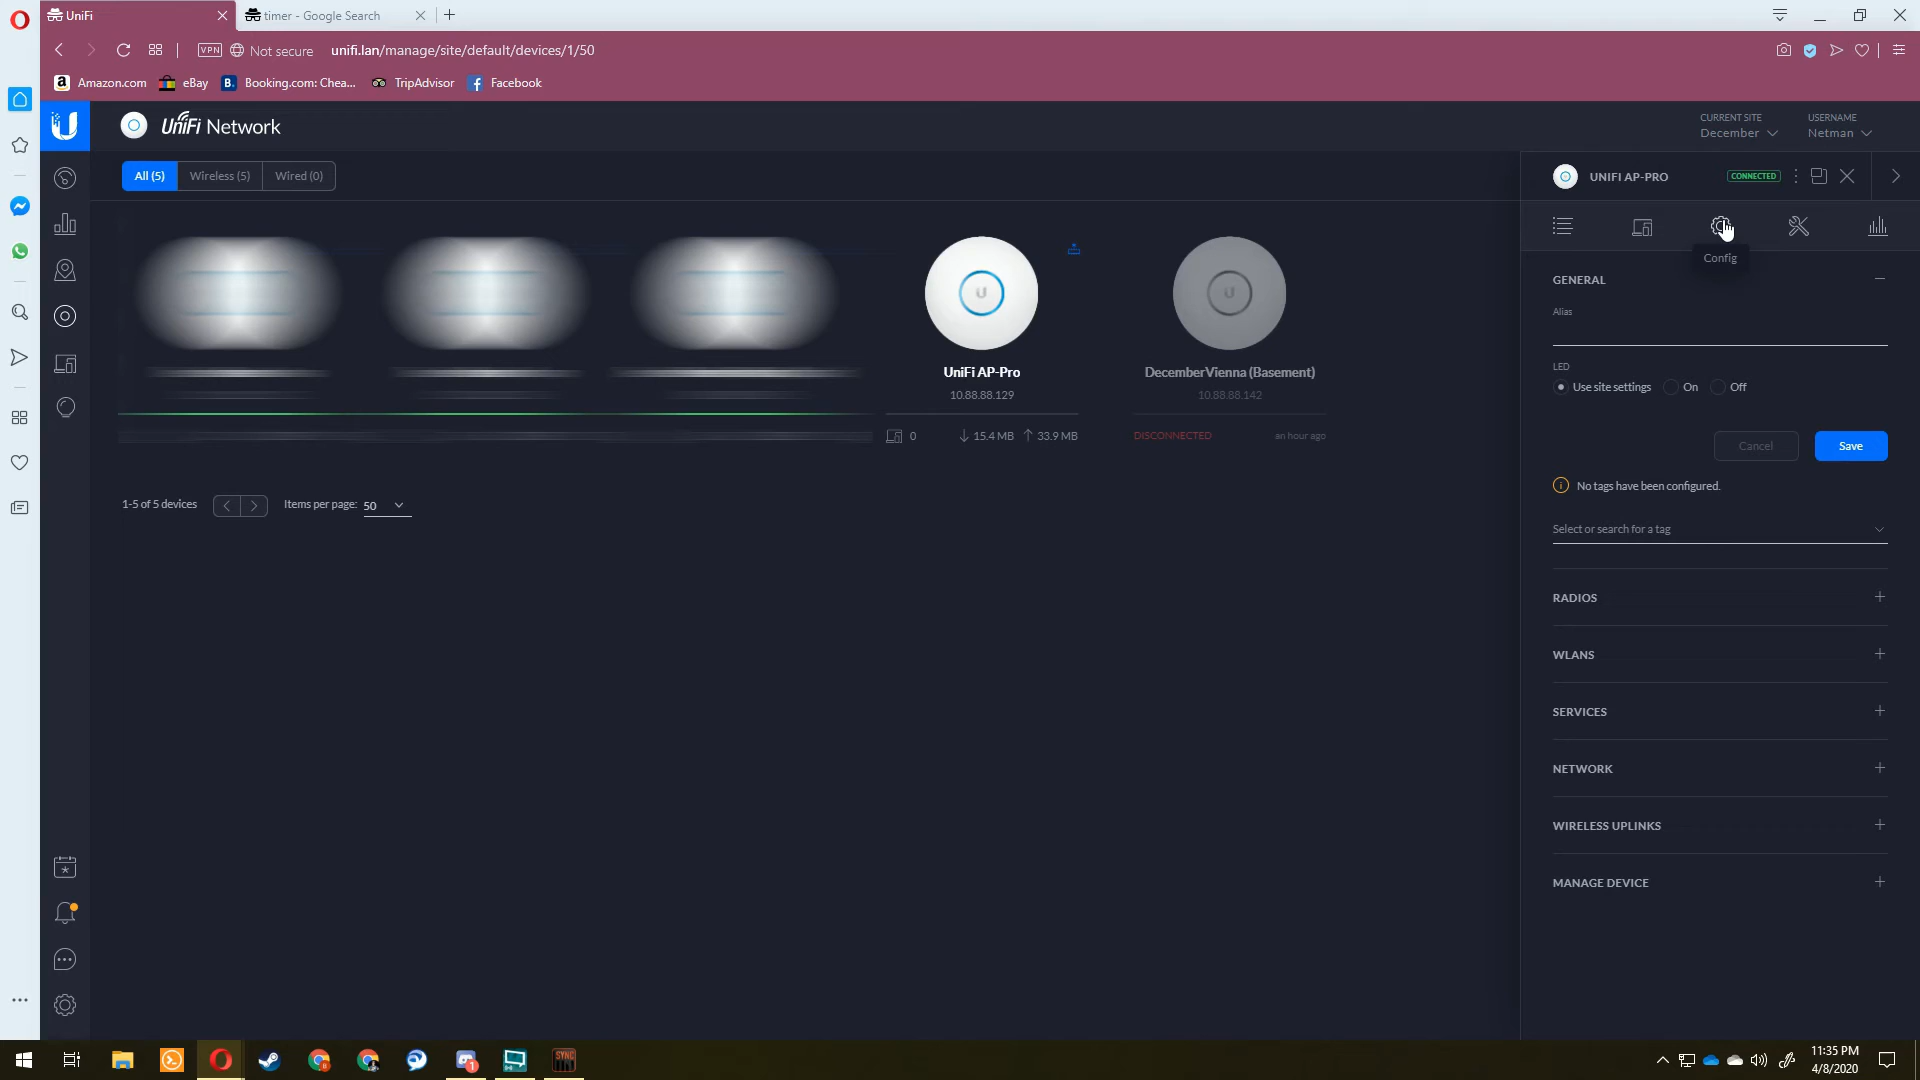 UniFi
timer - Google Search
VPN
Not secure
unifi.lan/manage/site/default/devices/1/50
a Amazon.com
eBay
B. Booking.com: Chea...
TripAdvisor
Facebook
UniFi Network
CURRENT SITE
December
USERNAME
Netman
All (5)
Wireless (5)
Wired (0)
UNIFI AP-PRO
CONNECTED
Config
GENERAL
Alias
LED
Use site settings
On
Off
Cancel
Save
No tags have been configured.
Select or search for a tag
RADIOS
WLANS
SERVICES
NETWORK
WIRELESS UPLINKS
MANAGE DEVICE
UniFi AP-Pro
10.88.88.129
0
15.4 MB
33.9 MB
DecemberVienna (Basement)
10.88.88.142
DISCONNECTED
an hour ago
1-5 of 5 devices
Items per page: 50
SYNC
1
11:35 PM
4/8/2020